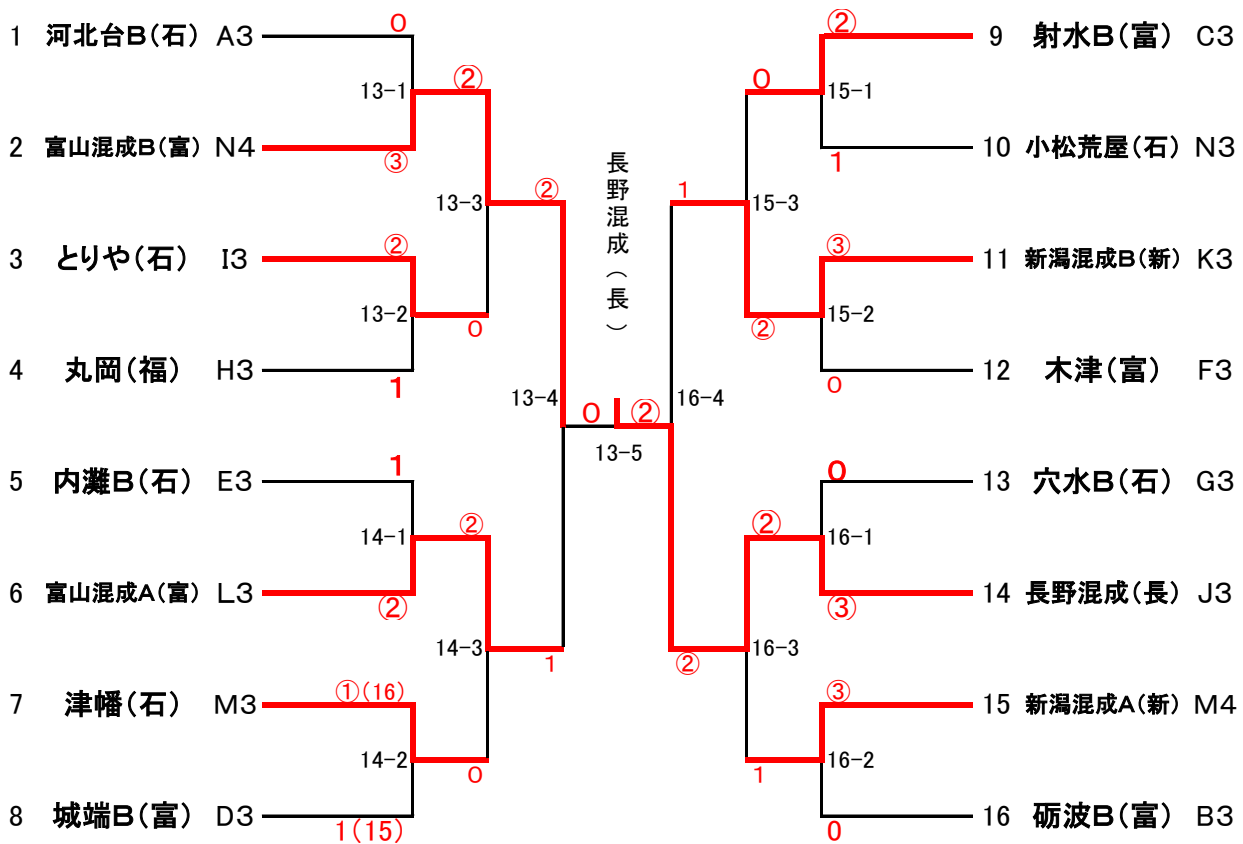 1 河北台B(石) A3
0
13-1
②
2 富山混成B(富) N4
③
13-3
②
3 とりや(石) I3
②
13-2
0
4 丸岡(福) H3
1
13-4
5 内灘B(石) E3
1
14-1
②
6 富山混成A(富) L3
②
14-3
1
7 津幡(石) M3
①(16)
14-2
0
8 城端B(富) D3
1(15)
長野混成(長)
0 ②
13-5
②
9 射水B(富) C3
0
15-1
10 小松荒屋(石) N3
1
1
15-3
③
11 新潟混成B(新) K3
15-2
②
12 木津(富) F3
0
16-4
0
13 穴水B(石) G3
②
16-1
14 長野混成(長) J3
③
16-3
②
③
15 新潟混成A(新) M4
16-2
1
16 砺波B(富) B3
0